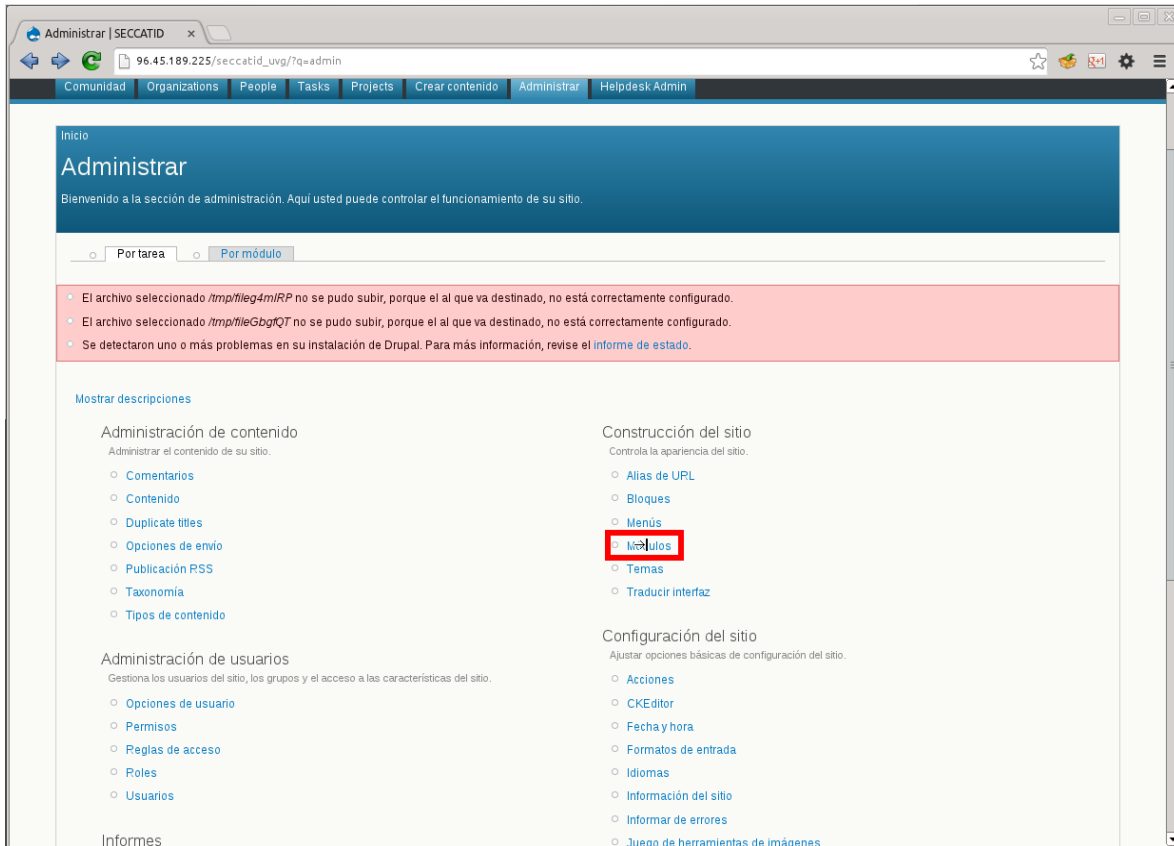 Administrar | SECCATID
96.45.189.225/seccatid_uvg/?q=admin
Comunidad Organizations People Tasks Projects Crear contenido Administrar Helpdesk Admin
Inicio
Administrar
Bienvenido a la sección de administración. Aquí usted puede controlar el funcionamiento de su sitio.
Por tarea Por módulo
El archivo seleccionado /tmp/fileg4mIRP no se pudo subir, porque el al que va destinado, no está correctamente configurado.
El archivo seleccionado /tmp/fileGbgfQT no se pudo subir, porque el al que va destinado, no está correctamente configurado.
Se detectaron uno o más problemas en su instalación de Drupal. Para más información, revise el informe de estado.
Mostrar descripciones
Administración de contenido
Administrar el contenido de su sitio.
Comentarios
Contenido
Duplicate titles
Opciones de envío
Publicación RSS
Taxonomía
Tipos de contenido
Administración de usuarios
Gestiona los usuarios del sitio, los grupos y el acceso a las características del sitio.
Opciones de usuario
Permisos
Reglas de acceso
Roles
Usuarios
Informes
Construcción del sitio
Controla la apariencia del sitio.
Alias de URL
Bloques
Menús
Módulos
Temas
Traducir interfaz
Configuración del sitio
Ajustar opciones básicas de configuración del sitio.
Acciones
CKEditor
Fecha y hora
Formatos de entrada
Idiomas
Información del sitio
Informar de errores
Juego de herramientas de imágenes